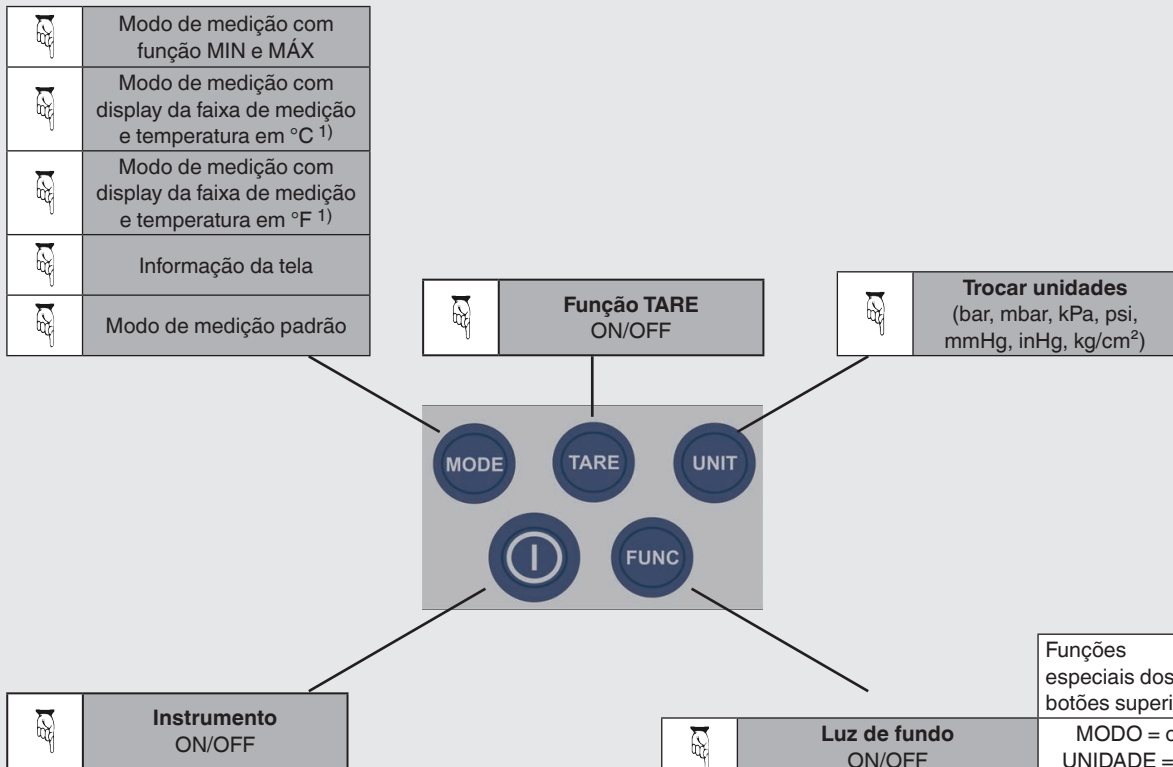 Modo de medição com
função MIN e MÁX
Modo de medição com
display da faixa de medição
e temperatura em °C 1)
Modo de medição com
display da faixa de medição
e temperatura em °F 1)
Informação da tela
Modo de medição padrão
Função TARE
ON/OFF
Trocar unidades
(bar, mbar, kPa, psi,
mmHg, inHg, kg/cm²)
MODE
TARE
UNIT
FUNC
Instrumento
ON/OFF
Luz de fundo
ON/OFF
Funções
especiais dos
botões
MODO =
UNIDADE =